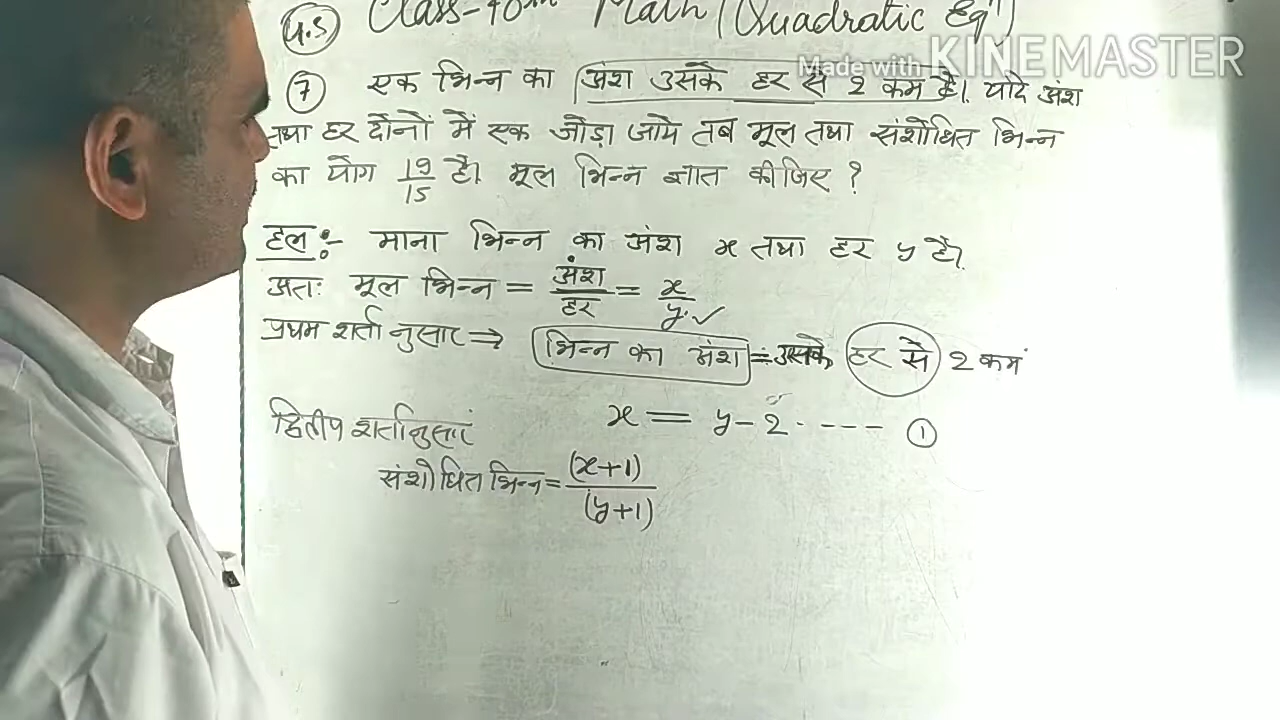 4.3 Class-10th Math (Quadratic Eqn)
Made with KINEMASTER
7 एक भिन्न का अंश उसके हर से 2 कम है। यदि अंश
तथा हर दोनों में एक जोड़ा जाये तब मूल तथा संशोधित भिन्न
का योग 19/15 है। मूल भिन्न ज्ञात कीजिए ?
हल :- माना भिन्न का अंश x तथा हर y है।
अतः मूल भिन्न = अंश/हर = x/y. ✓
प्रथम शर्तानुसार ⇒ भिन्न का अंश = उसके हर से 2 कम
x = y - 2 . - - - - 1
द्वितीय शर्तानुसार
संशोधित भिन्न = (x+1)/(y+1)